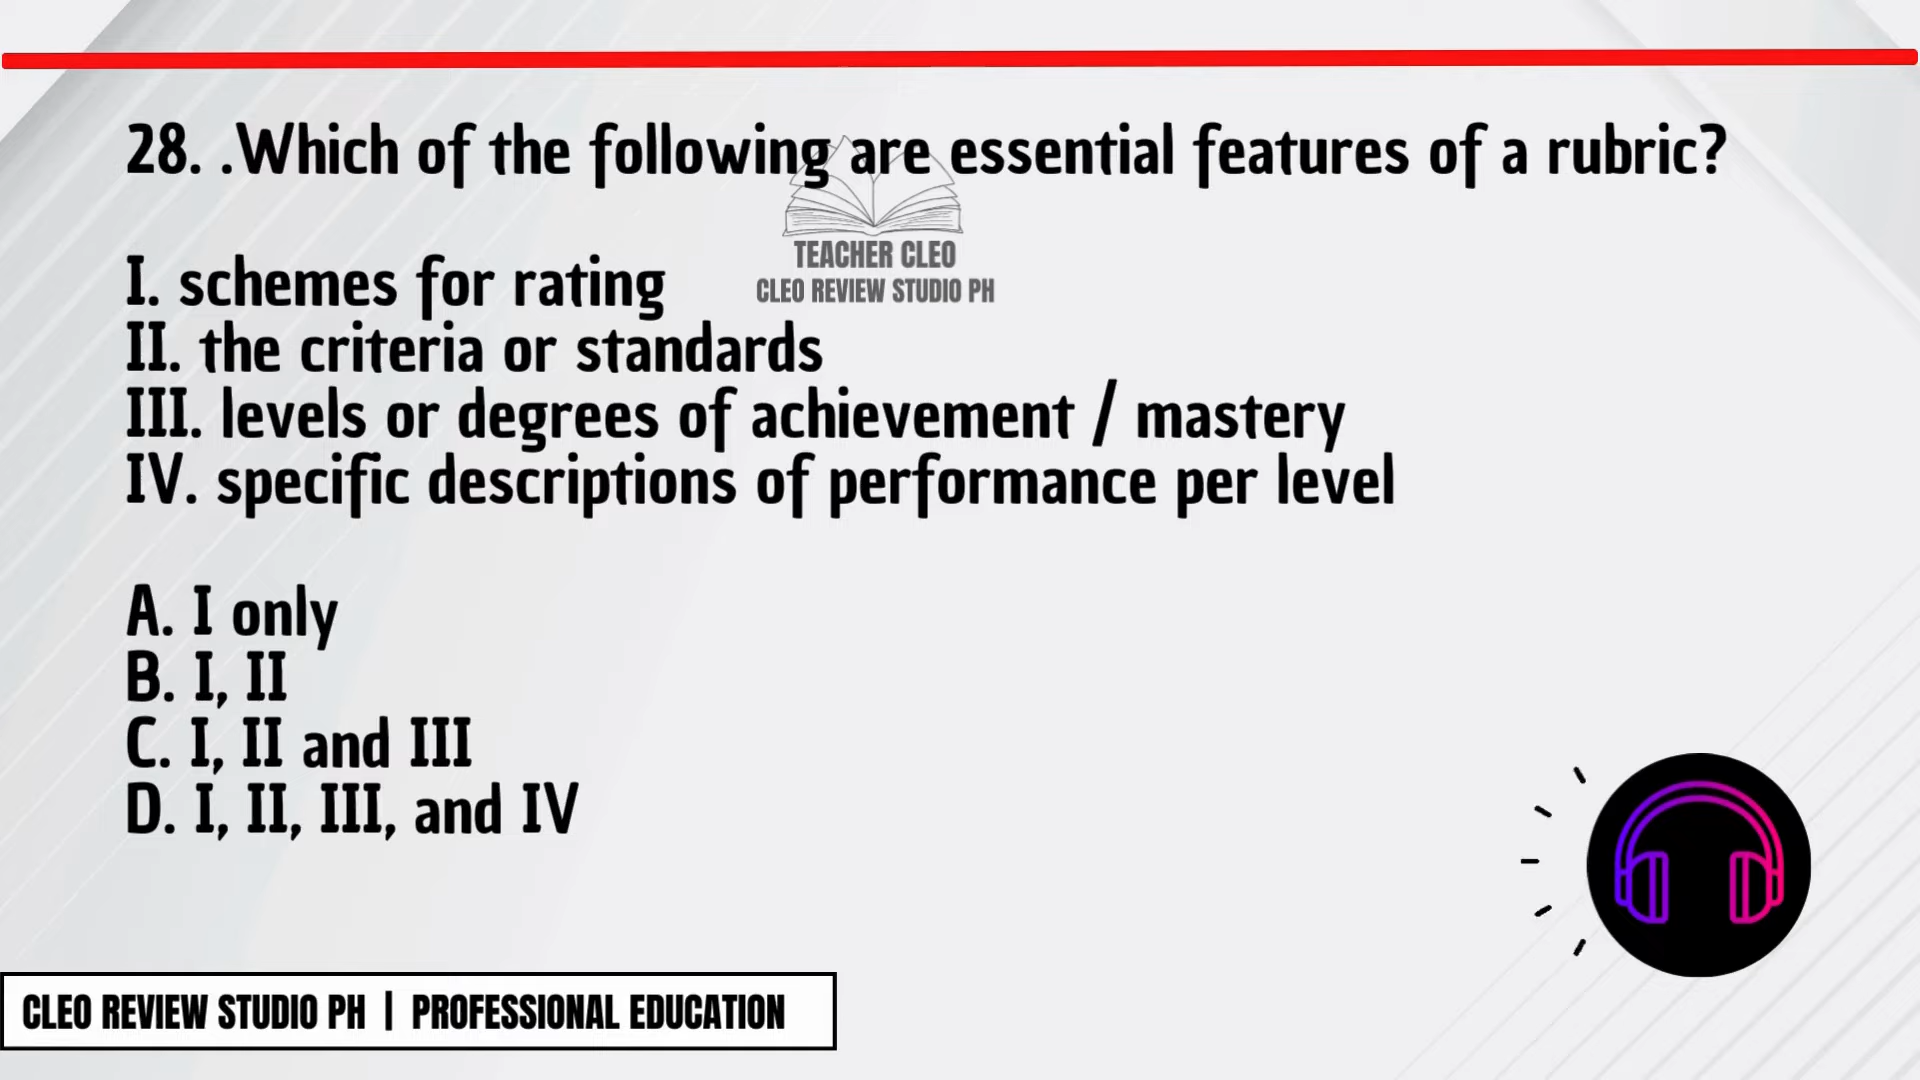 28. .Which of the following are essential features of a rubric?
TEACHER CLEO
CLEO REVIEW STUDIO PH
I. schemes for rating
II. the criteria or standards
III. levels or degrees of achievement / mastery
IV. specific descriptions of performance per level
A. I only
B. I, II
C. I, II and III
D. I, II, III, and IV
CLEO REVIEW STUDIO PH | PROFESSIONAL EDUCATION